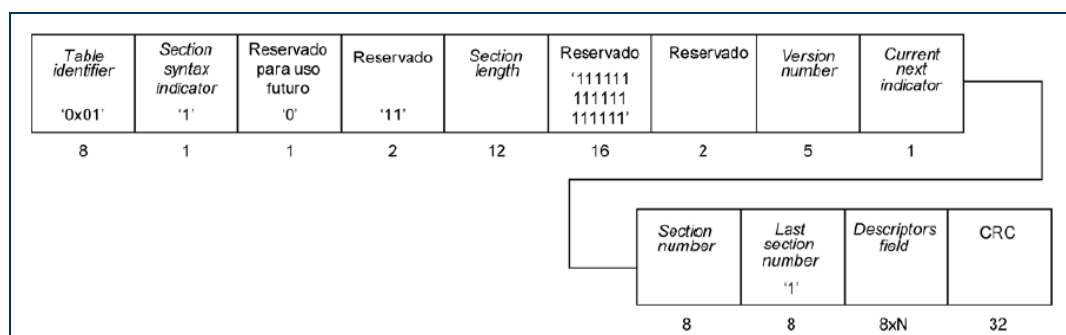 Table identifier '0x01'
Section syntax indicator '1'
Reservado para uso futuro '0'
Reservado '11'
Section length
Reservado '111111 111111 111111'
Reservado
Version number
Current next indicator
8 1 1 2 12 16 2 5 1
Section number
Last section number '1'
Descriptors field
CRC
8 8 8xN 32